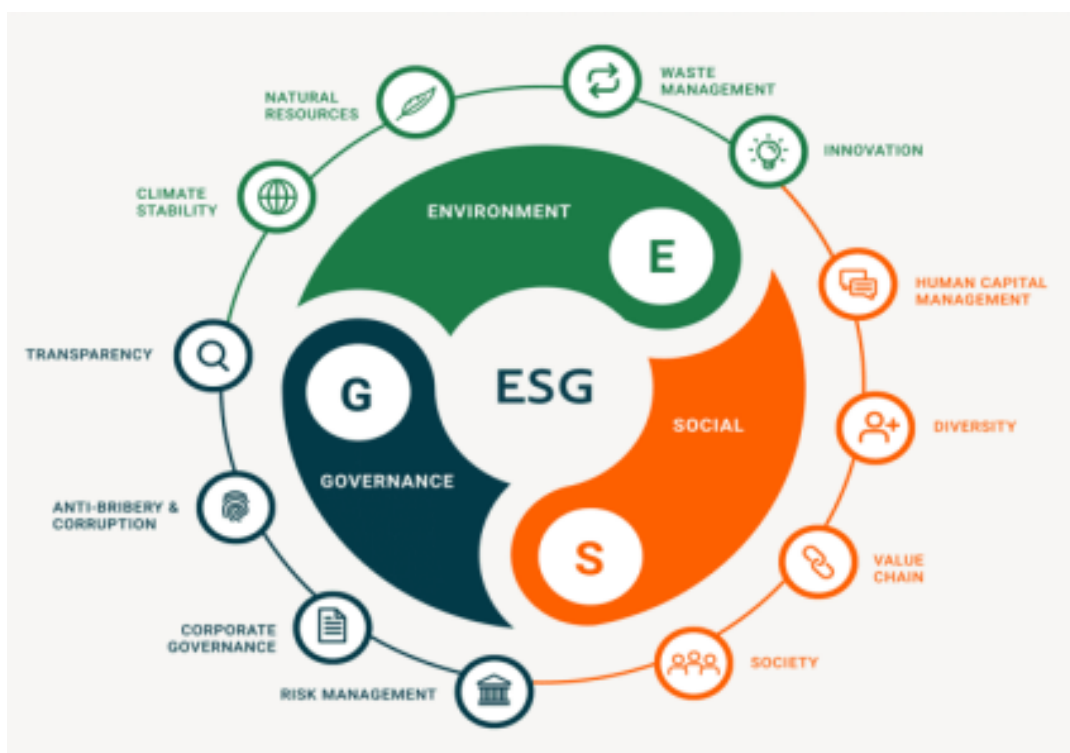 WASTE
MANAGEMENT
NATURAL
RESOURCES
INNOVATION
CLIMATE
STABILITY
ENVIRONMENT
E
HUMAN CAPITAL
MANAGEMENT
TRANSPARENCY
G
ESG
SOCIAL
DIVERSITY
GOVERNANCE
ANTI-BRIBERY &
CORRUPTION
S
VALUE
CHAIN
CORPORATE
GOVERNANCE
SOCIETY
RISK MANAGEMENT